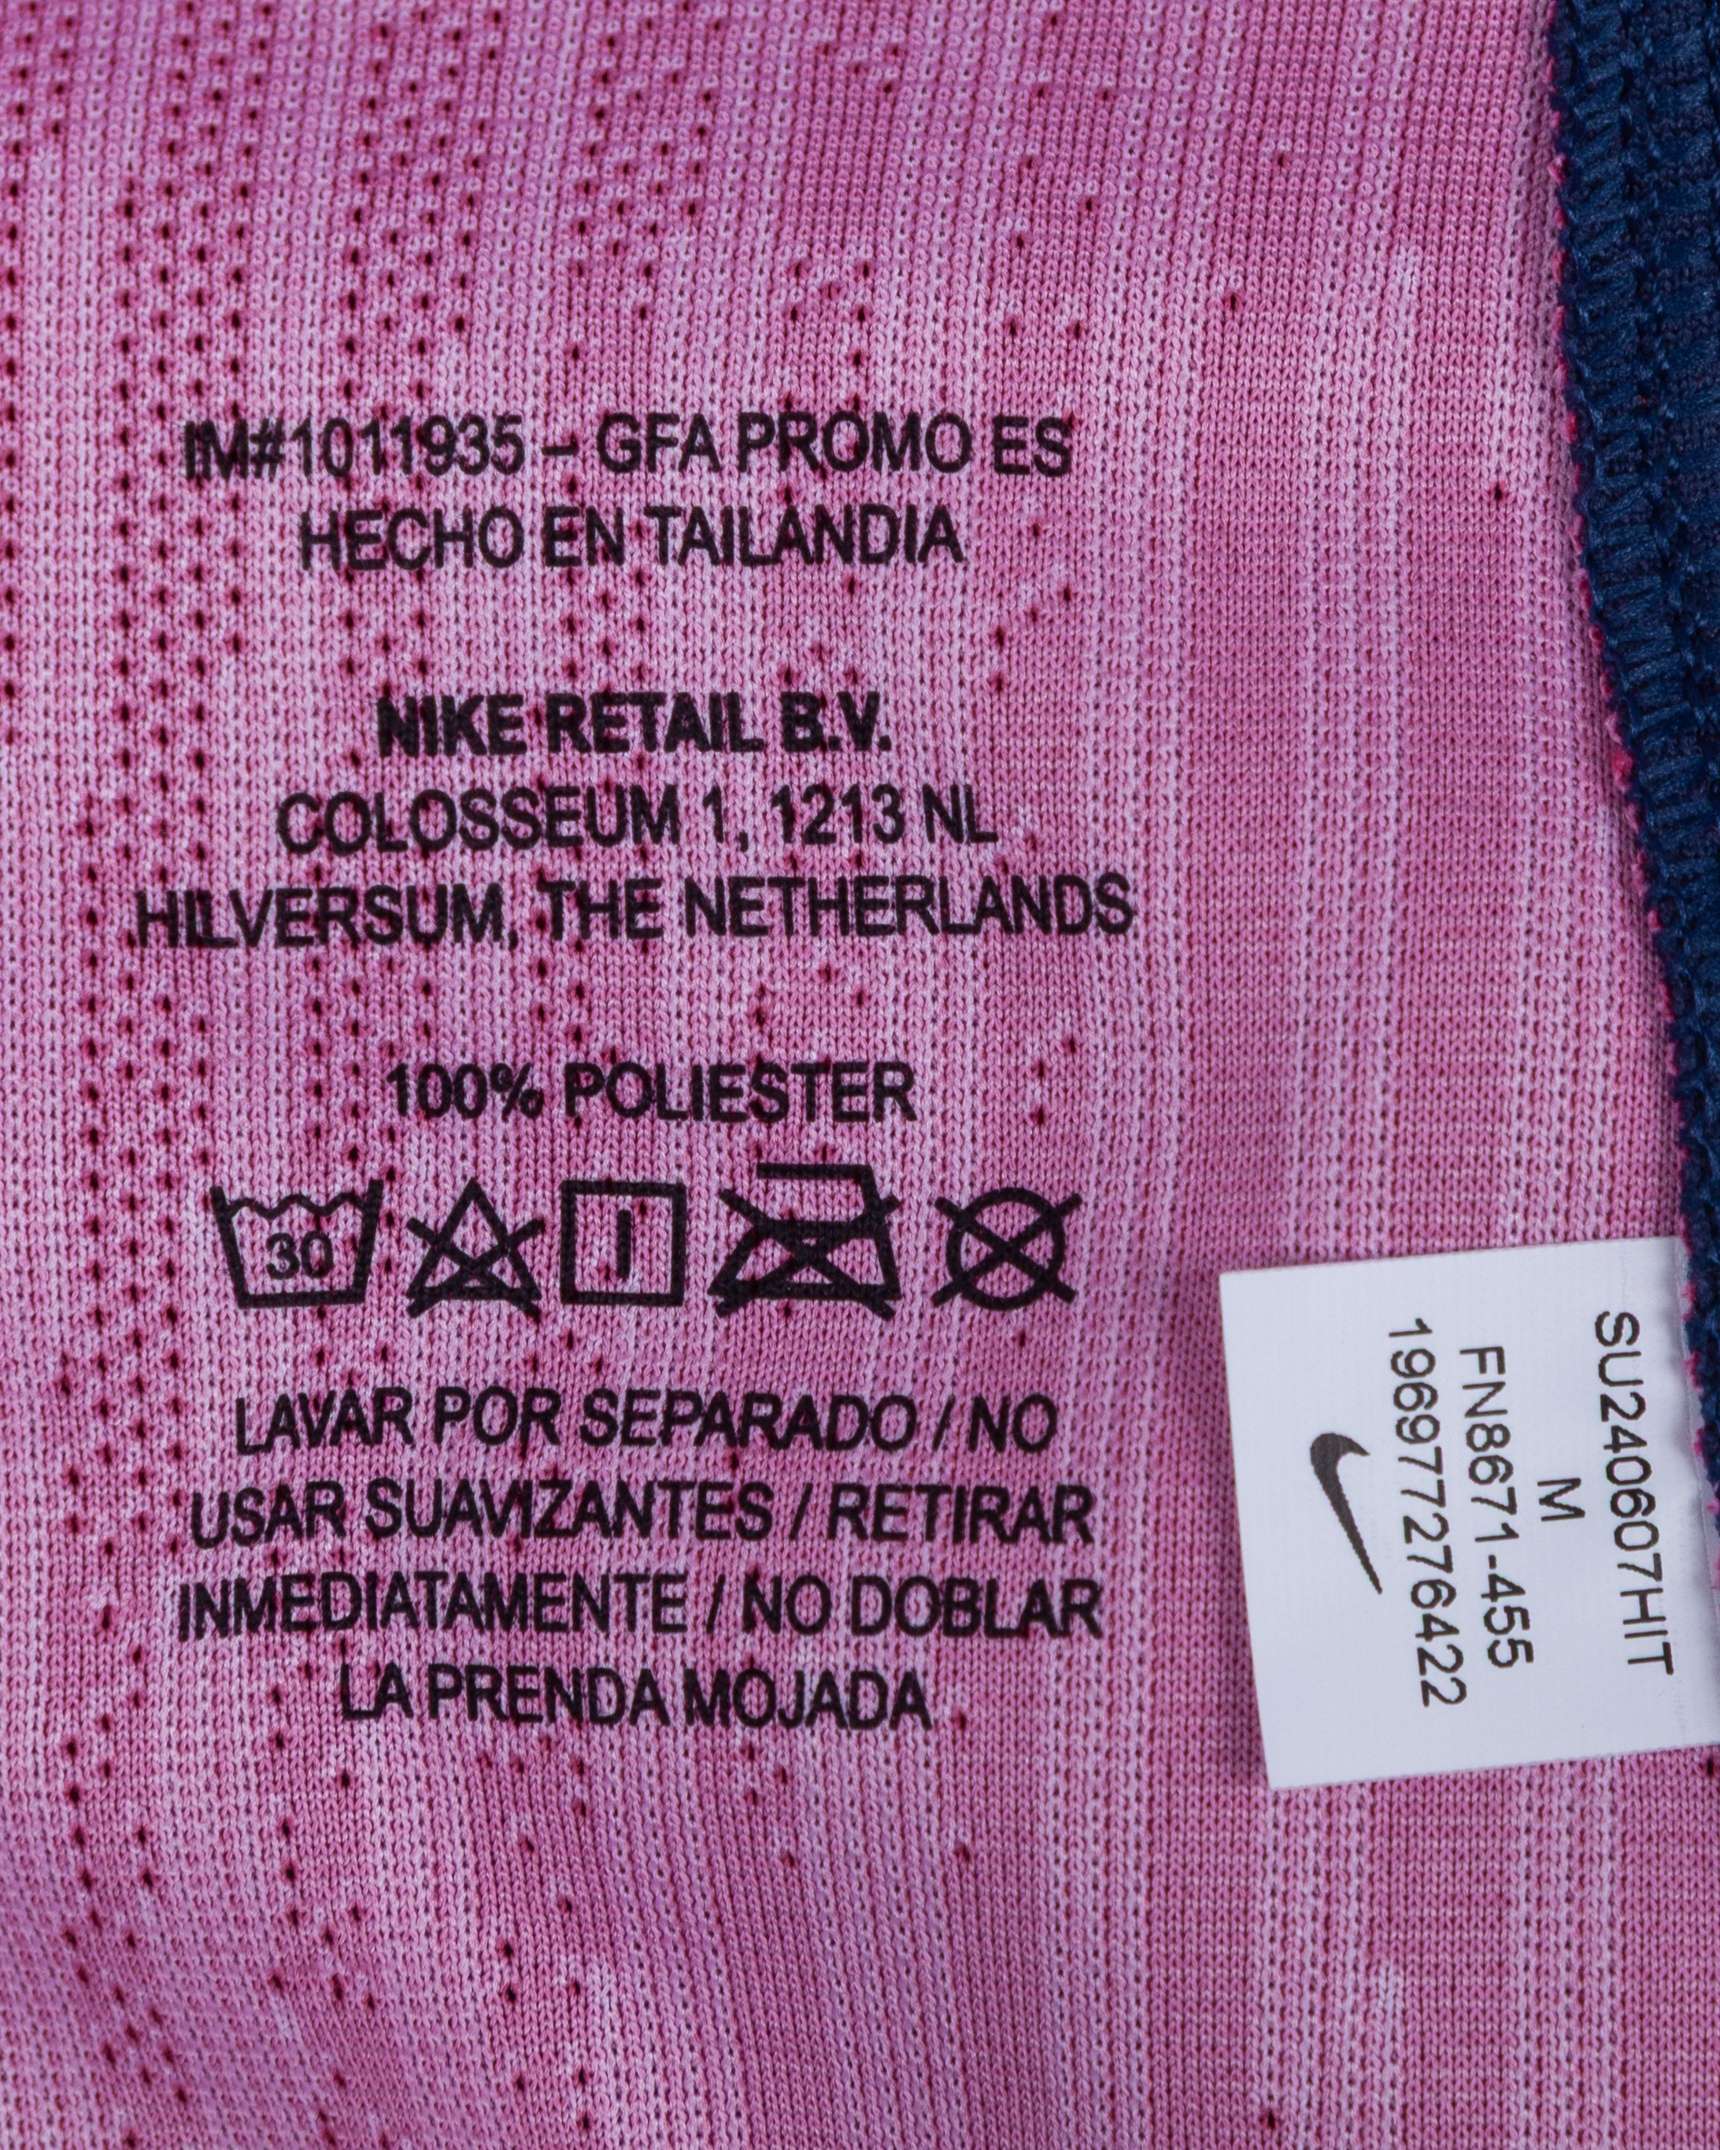 IM#1011935 – GFA PROMO ES
HECHO EN TAILANDIA
NIKE RETAIL B.V.
COLOSSEUM 1, 1213 NL
HILVERSUM, THE NETHERLANDS
100% POLIESTER
30
LAVAR POR SEPARADO / NO
USAR SUAVIZANTES / RETIRAR
INMEDIATAMENTE / NO DOBLAR
LA PRENDA MOJADA
SU240607HIT
M
FN8671-455
196977276422